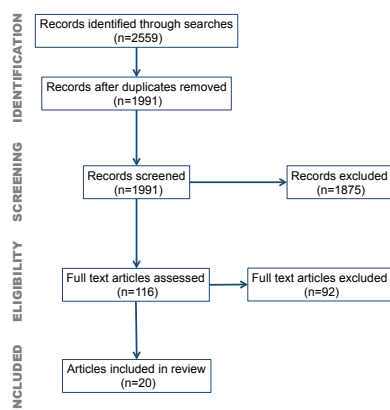 IDENTIFICATION
Records identified through searches
(n=2559)
Records after duplicates removed
(n=1991)
SCREENING
Records screened
(n=1991)
Records excluded
(n=1875)
ELIGIBILITY
Full text articles assessed
(n=116)
Full text articles excluded
(n=92)
NCLUDED
Articles included in review
(n=20)